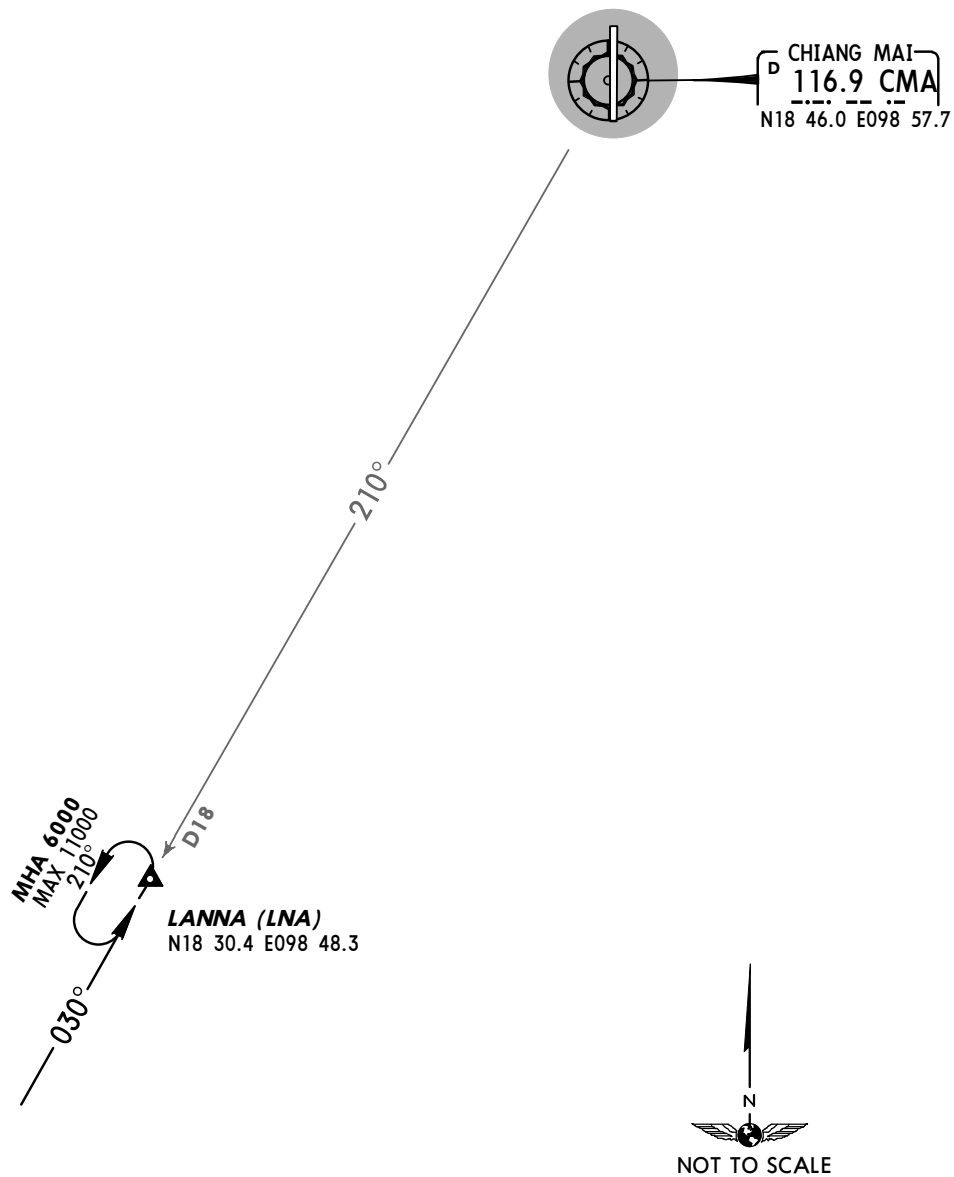 CHIANG MAI
D 116.9 CMA
N18 46.0 E098 57.7
210°
D18
MHA 6000
MAX 11000
210°
LANNA (LNA)
N18 30.4 E098 48.3
030°
N
NOT TO SCALE